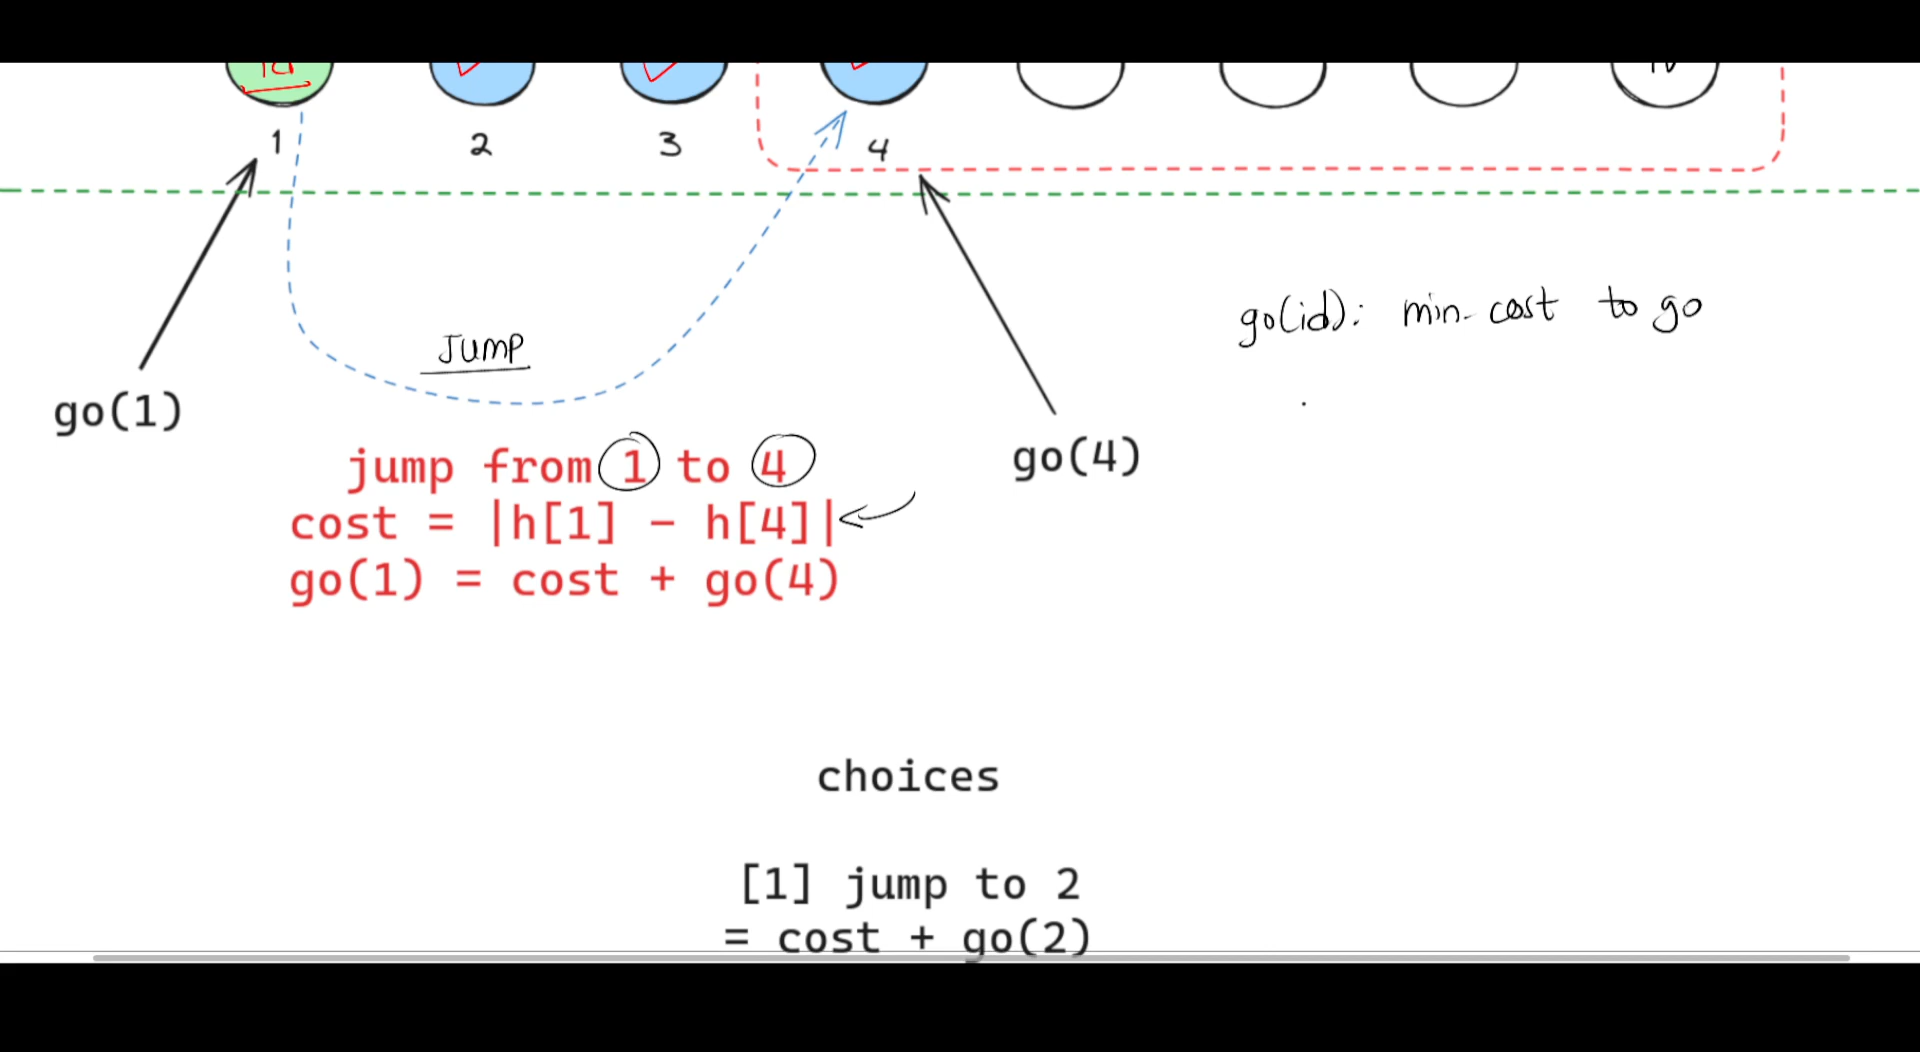 id
N
1 2 3 4
go(id): min. cost to go
JUMP
go(1)
go(4)
jump from 1 to 4
cost = |h[1] - h[4]|
go(1) = cost + go(4)
choices
[1] jump to 2
= cost + go(2)